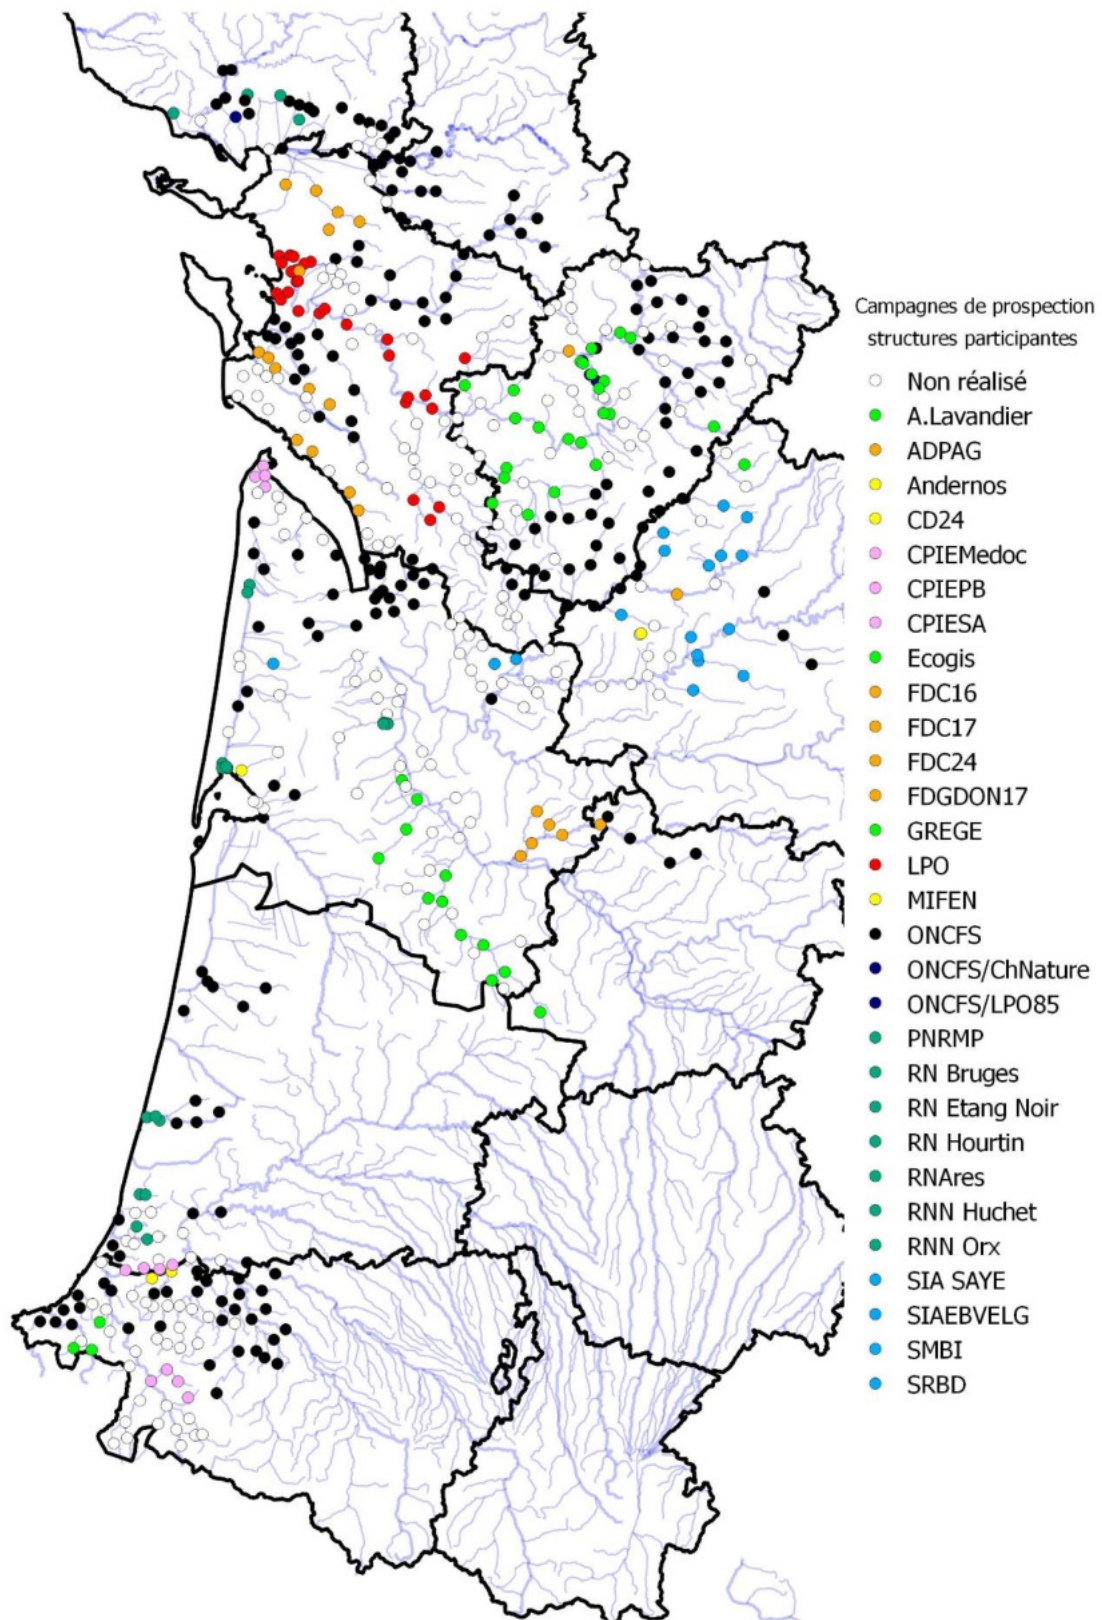 Campagnes de prospection
structures participantes
Non réalisé
A.Lavandier
ADPAG
Andernos
CD24
CPIEMedoc
CPIEPB
CPIESA
Ecogis
FDC16
FDC17
FDC24
FDGDON17
GREGE
LPO
MIFEN
ONCFS
ONCFS/ChNature
ONCFS/LPO85
PNRMP
RN Bruges
RN Etang Noir
RN Hourtin
RNAres
RNN Huchet
RNN Orx
SIA SAYE
SIAEBVELG
SMBI
SRBD